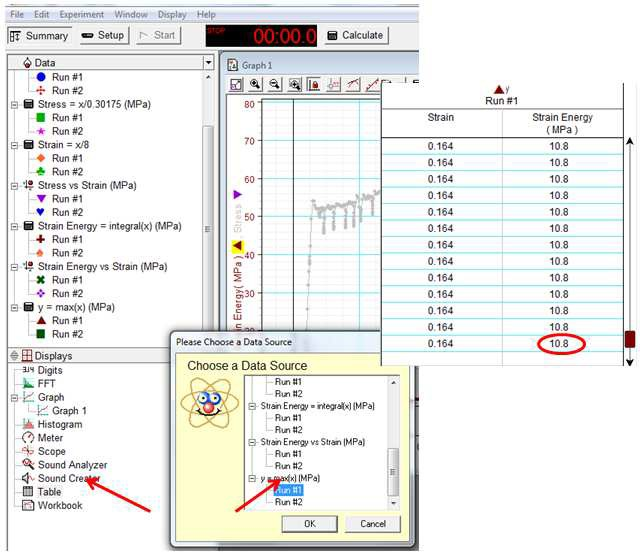 File Edit Experiment Window Display Help
Summary Setup Start STOP 00:00.0 Calculate
Data
Run #1
Run #2
Stress = x/0.30175 (MPa)
Run #1
Run #2
Strain = x/8
Run #1
Run #2
Stress vs Strain (MPa)
Run #1
Run #2
Strain Energy = integral(x) (MPa)
Run #1
Run #2
Strain Energy vs Strain (MPa)
Run #1
Run #2
y = max(x) (MPa)
Run #1
Run #2
Displays
3.14 Digits
FFT
Graph
Graph 1
Histogram
Meter
Scope
Sound Analyzer
Sound Creator
Table
Workbook
Graph 1
80
70
60
50
40
30
20
Stress
Energy( MPa )
y
Run #1
Strain Strain Energy
( MPa )
0.164 10.8
0.164 10.8
0.164 10.8
0.164 10.8
0.164 10.8
0.164 10.8
0.164 10.8
0.164 10.8
0.164 10.8
0.164 10.8
0.164 10.8
0.164 10.8
0.164 10.8
Please Choose a Data Source
Choose a Data Source
Run #1
Run #2
Strain Energy = integral(x) (MPa)
Run #1
Run #2
Strain Energy vs Strain (MPa)
Run #1
Run #2
y = max(x) (MPa)
Run #1
Run #2
OK Cancel